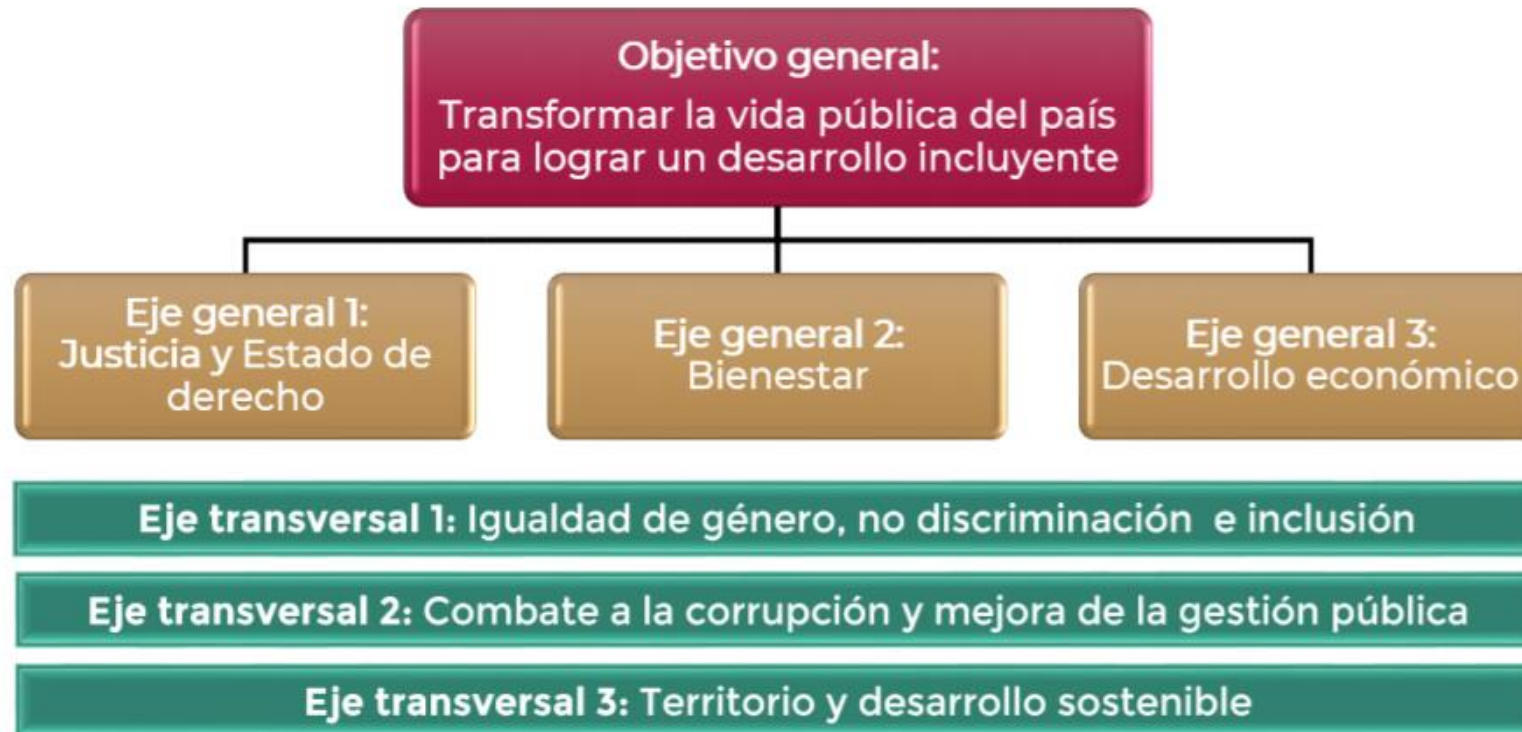 Objetivo general:
Transformar la vida pública del país
para lograr un desarrollo incluyente
Eje general 1:
Justicia y Estado de
derecho
Eje general 2:
Bienestar
Eje general 3:
Desarrollo económico
Eje transversal 1: Igualdad de género, no discriminación e inclusión
Eje transversal 2: Combate a la corrupción y mejora de la gestión pública
Eje transversal 3: Territorio y desarrollo sostenible